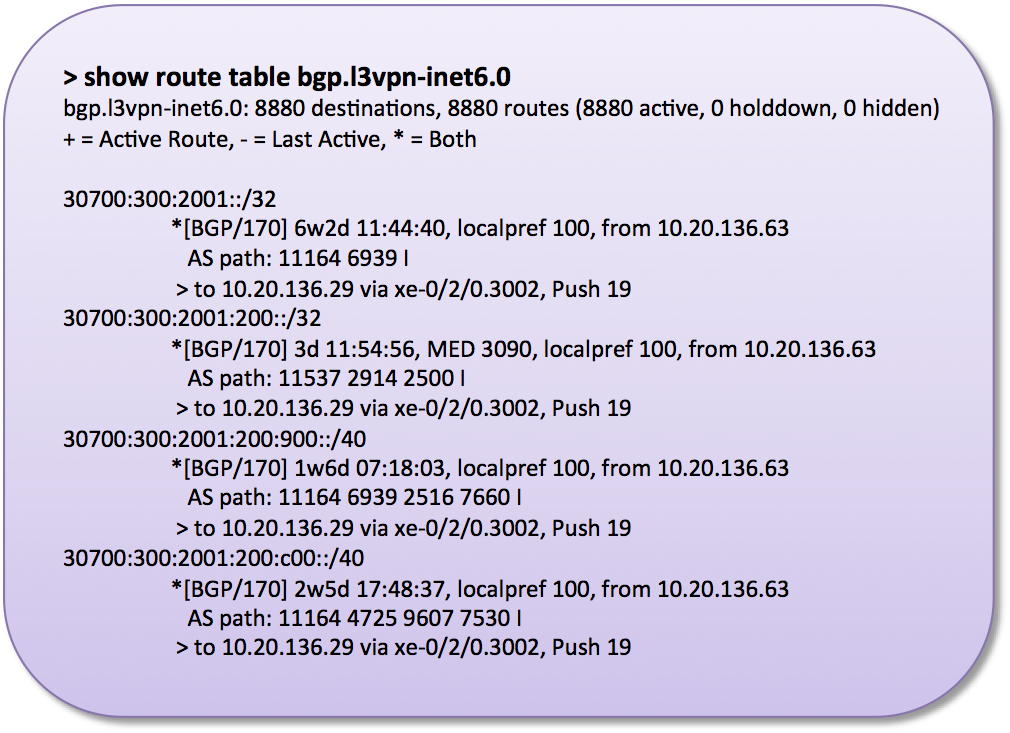 > show route table bgp.l3vpn-inet6.0
bgp.l3vpn-inet6.0: 8880 destinations, 8880 routes (8880 active, 0 holddown, 0 hidden)
+ = Active Route, - = Last Active, * = Both
30700:300:2001::/32
*[BGP/170] 6w2d 11:44:40, localpref 100, from 10.20.136.63
AS path: 11164 6939 I
> to 10.20.136.29 via xe-0/2/0.3002, Push 19
30700:300:2001:200::/32
*[BGP/170] 3d 11:54:56, MED 3090, localpref 100, from 10.20.136.63
AS path: 11537 2914 2500 I
> to 10.20.136.29 via xe-0/2/0.3002, Push 19
30700:300:2001:200:900::/40
*[BGP/170] 1w6d 07:18:03, localpref 100, from 10.20.136.63
AS path: 11164 6939 2516 7660 I
> to 10.20.136.29 via xe-0/2/0.3002, Push 19
30700:300:2001:200:c00::/40
*[BGP/170] 2w5d 17:48:37, localpref 100, from 10.20.136.63
AS path: 11164 4725 9607 7530 I
> to 10.20.136.29 via xe-0/2/0.3002, Push 19